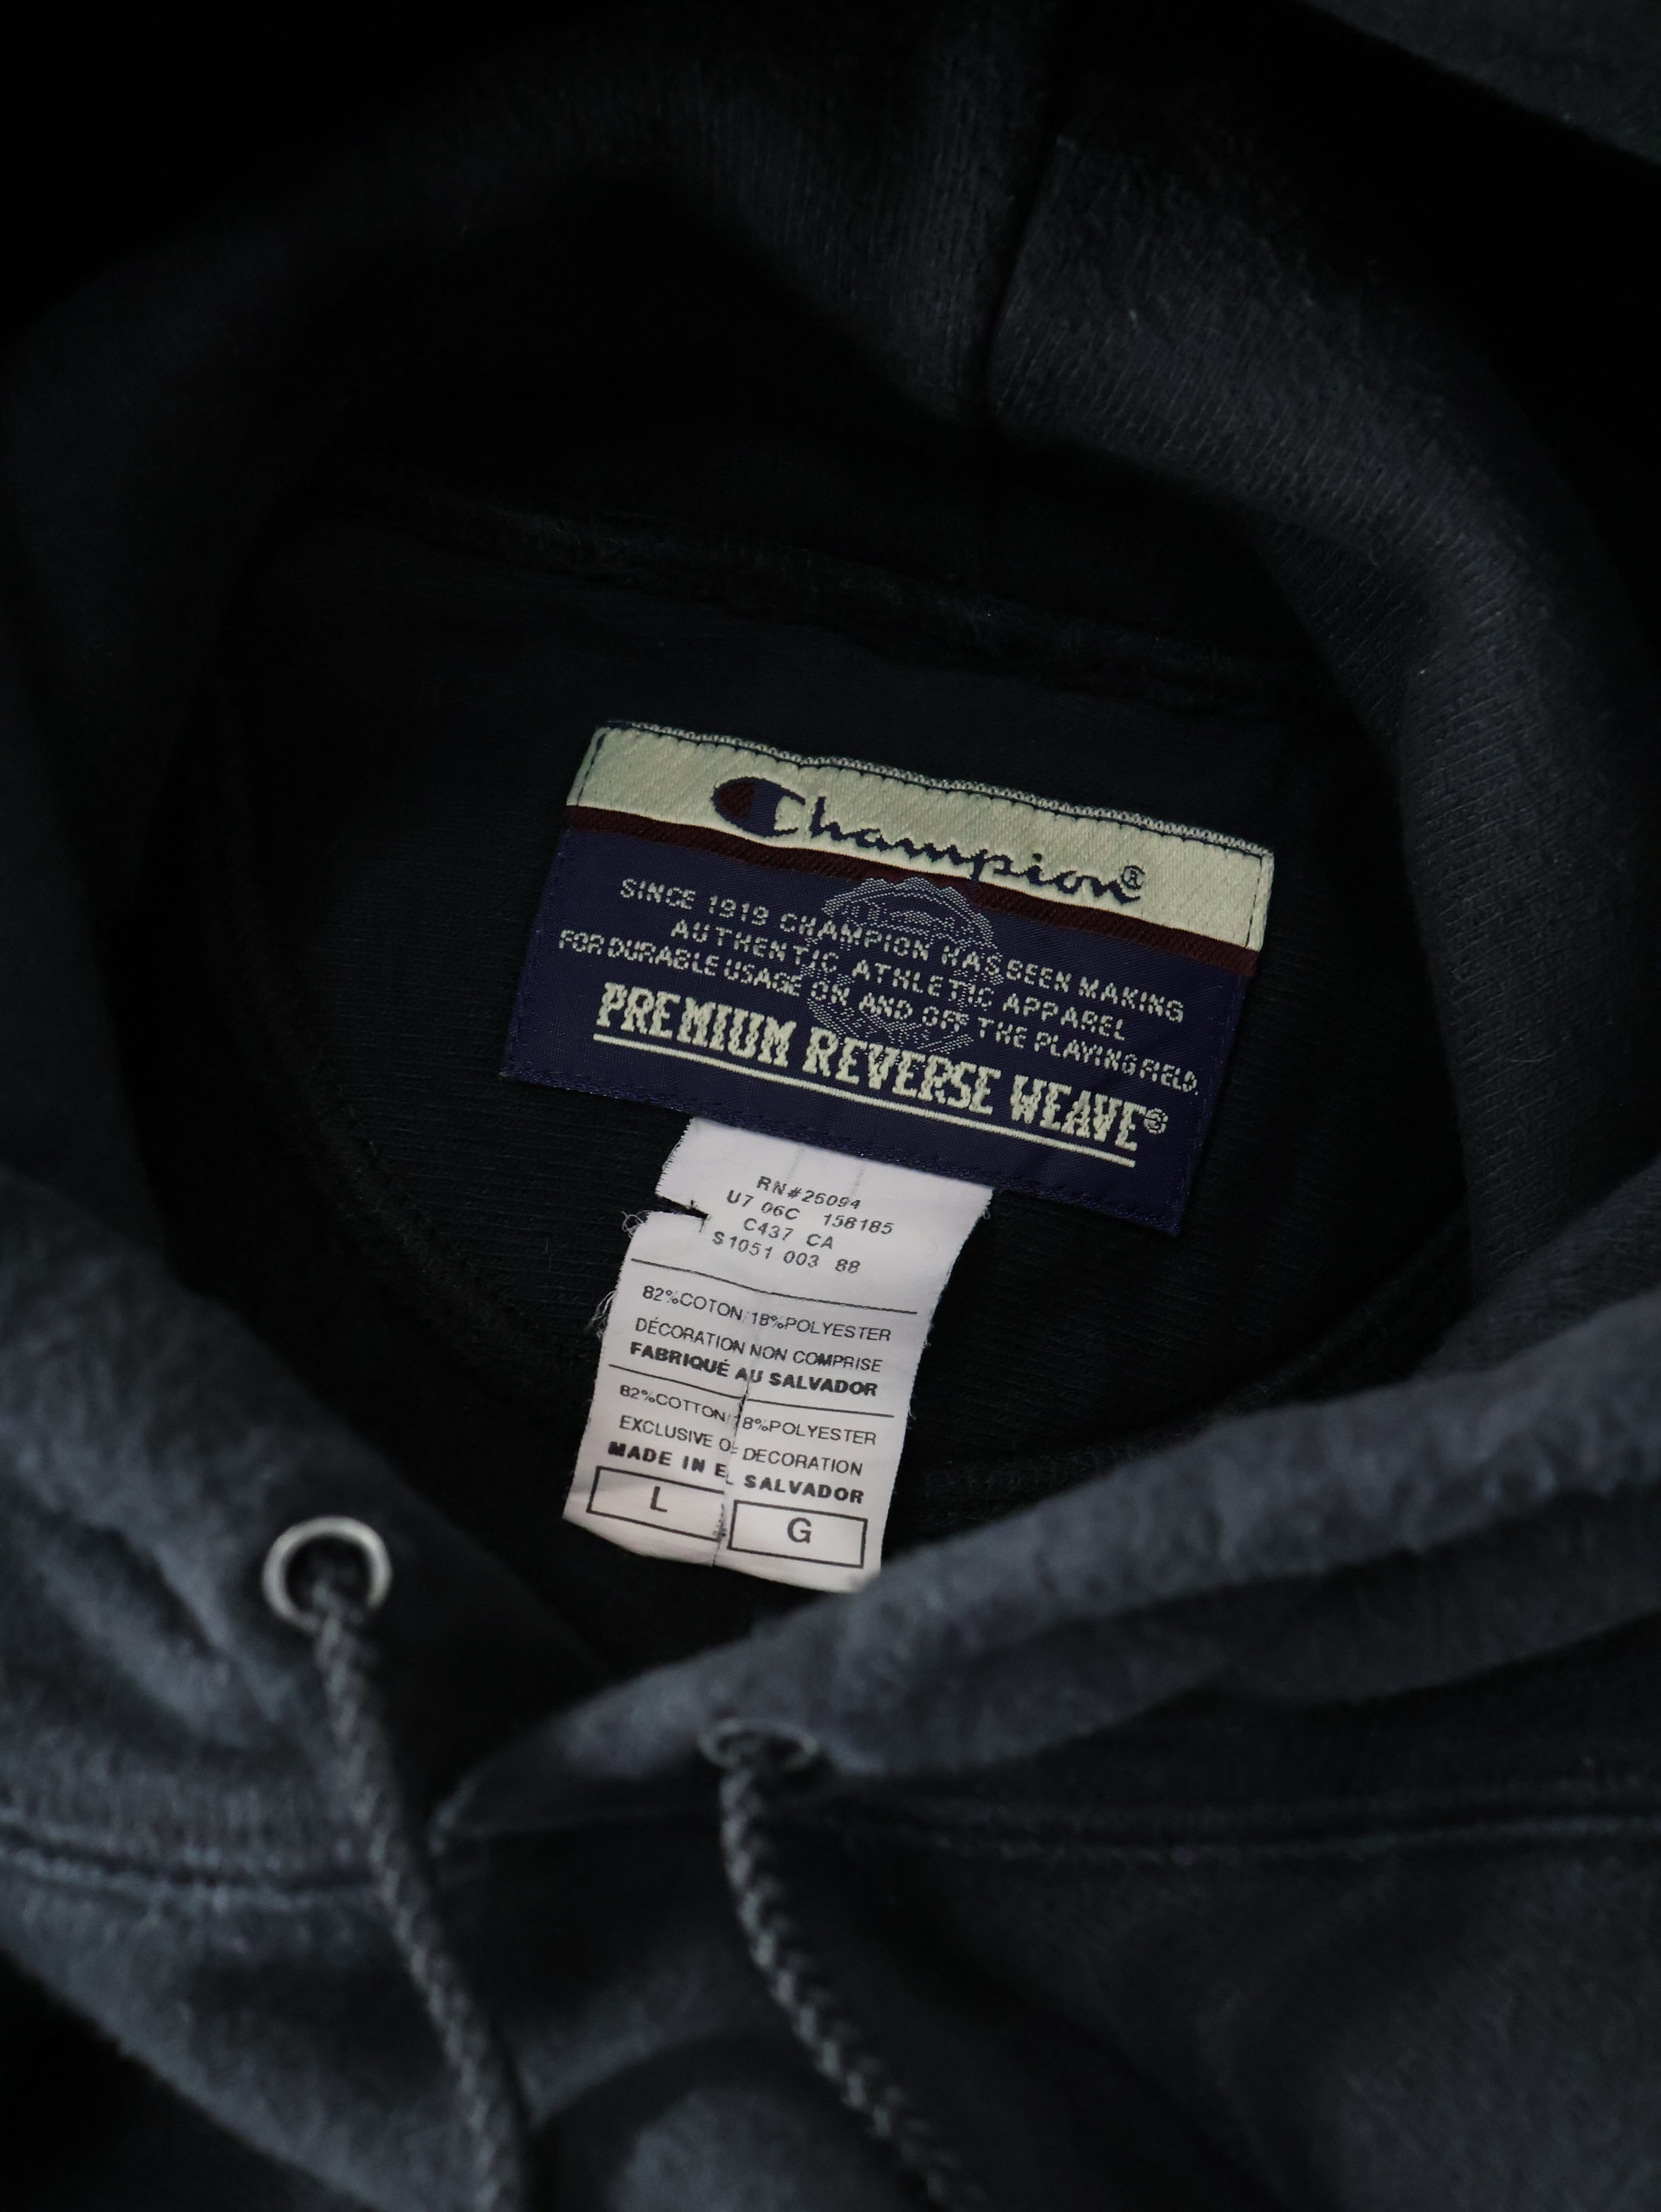 Champion®
SINCE 1919 CHAMPION HAS BEEN MAKING
AUTHENTIC ATHLETIC APPAREL
FOR DURABLE USAGE ON AND OFF THE PLAYING FIELD.
PREMIUM REVERSE WEAVE®
RN#26094
U7 06C 158185
C437 CA
S1051 003 88
82%COTON/18%POLYESTER
DÉCORATION NON COMPRISE
FABRIQUÉ AU SALVADOR
82%COTTON/18%POLYESTER
EXCLUSIVE OF DECORATION
MADE IN EL SALVADOR
L G